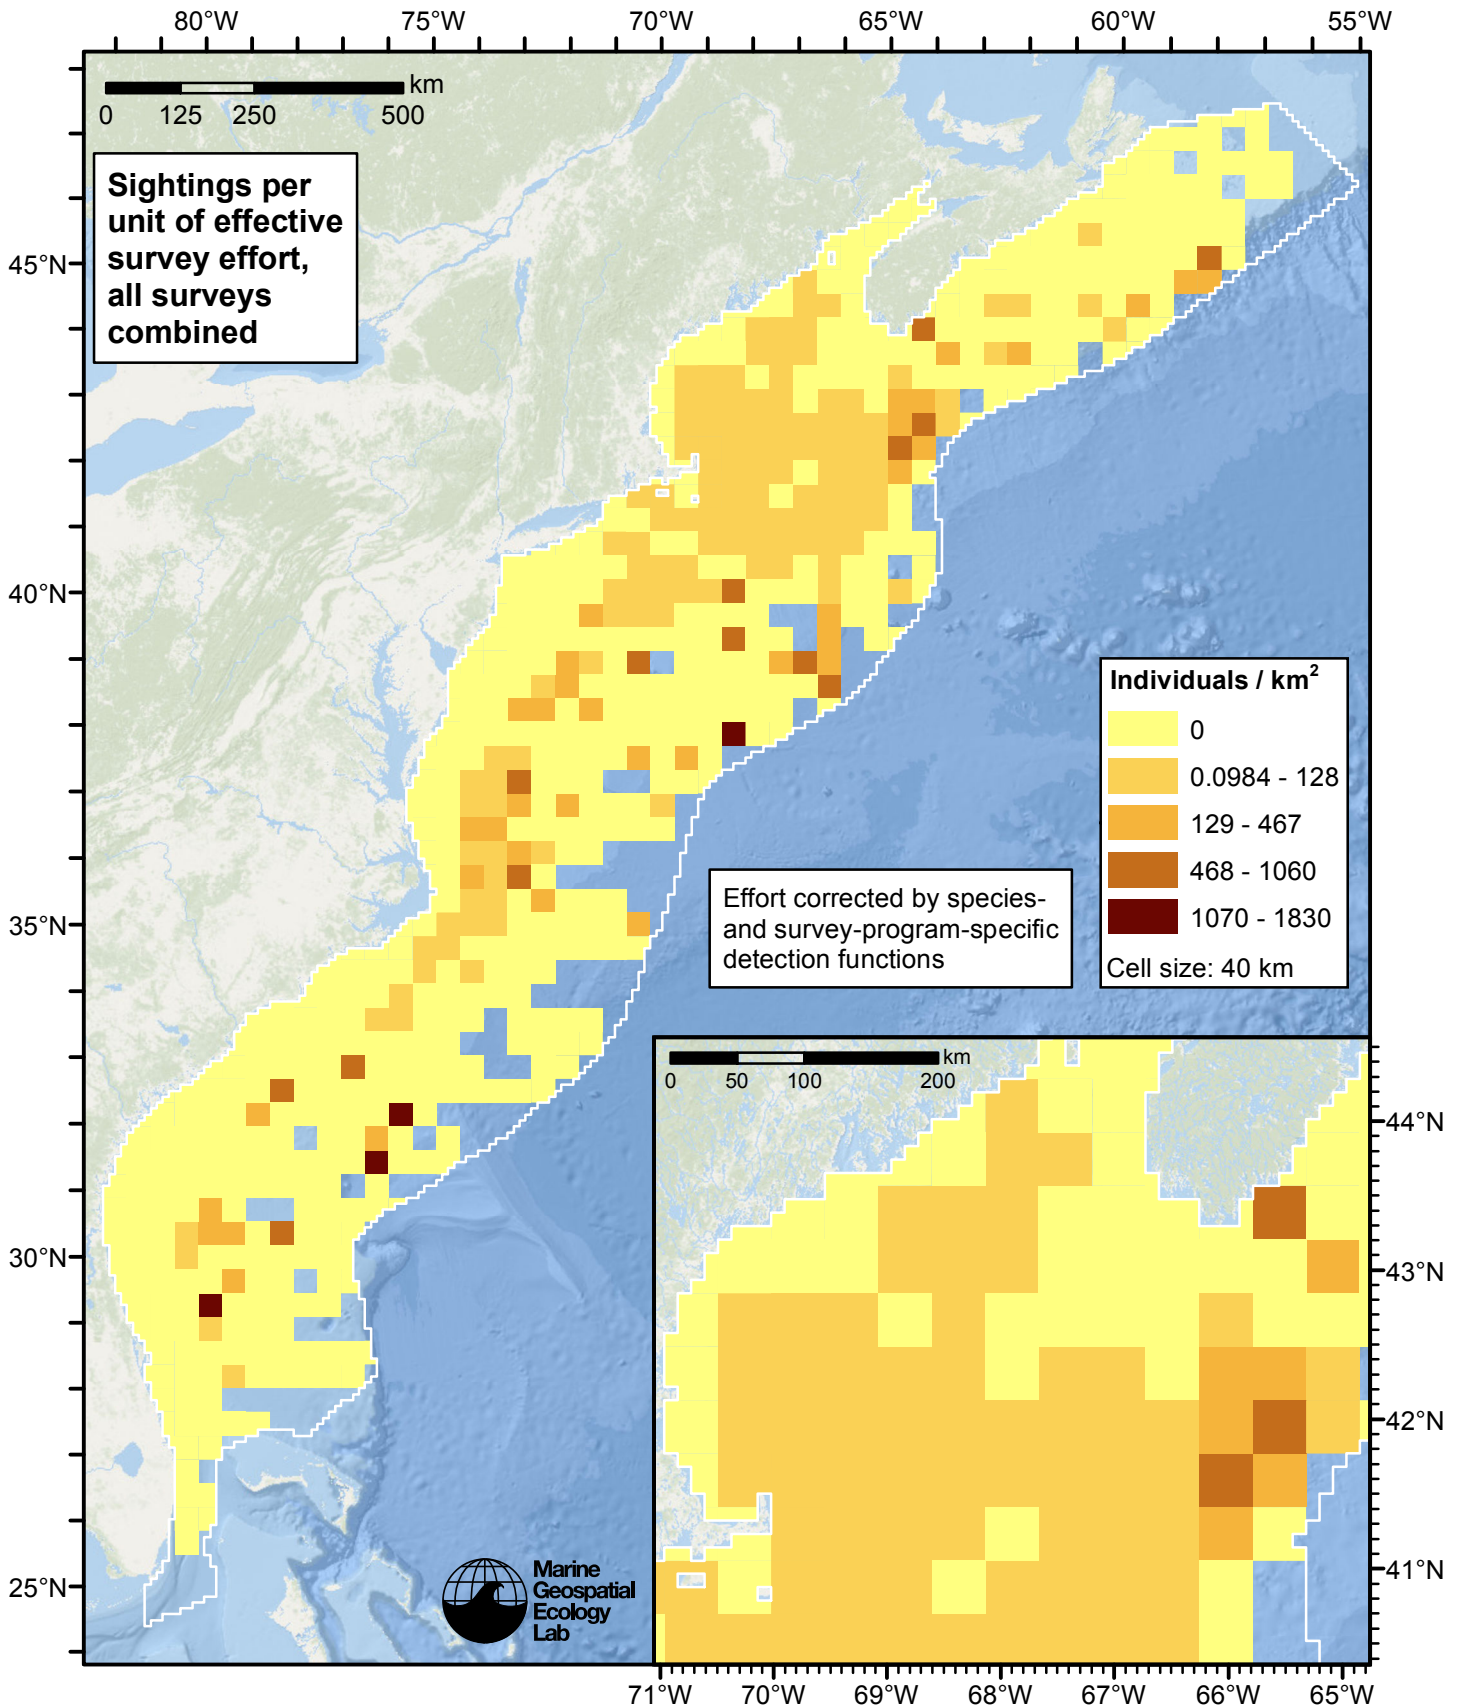 80°W 75°W 70°W 65°W 60°W 55°W
km
0 125 250 500
Sightings per
unit of effective
survey effort,
all surveys
combined
45°N
40°N
35°N
30°N
25°N
Individuals / km2
0
0.0984 - 128
129 - 467
468 - 1060
1070 - 1830
Cell size: 40 km
Effort corrected by species-
and survey-program-specific
detection functions
km
0 50 100 200
44°N
43°N
42°N
41°N
71°W 70°W 69°W 68°W 67°W 66°W 65°W
Marine
Geospatial
Ecology
Lab